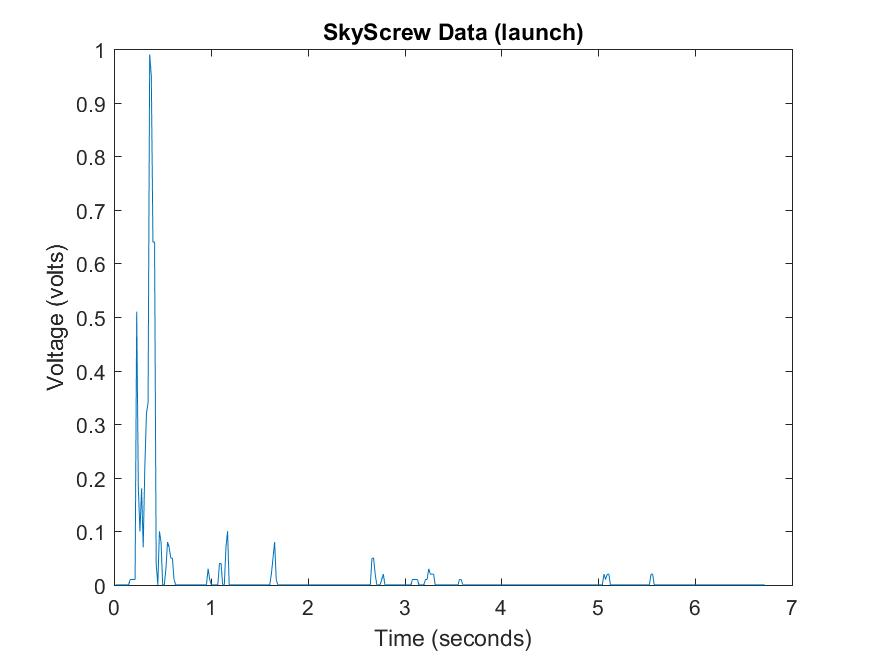 SkyScrew Data (launch)
1
0.9
0.8
0.7
0.6
0.5
0.4
0.3
0.2
0.1
0
Voltage (volts)
0 1 2 3 4 5 6 7
Time (seconds)